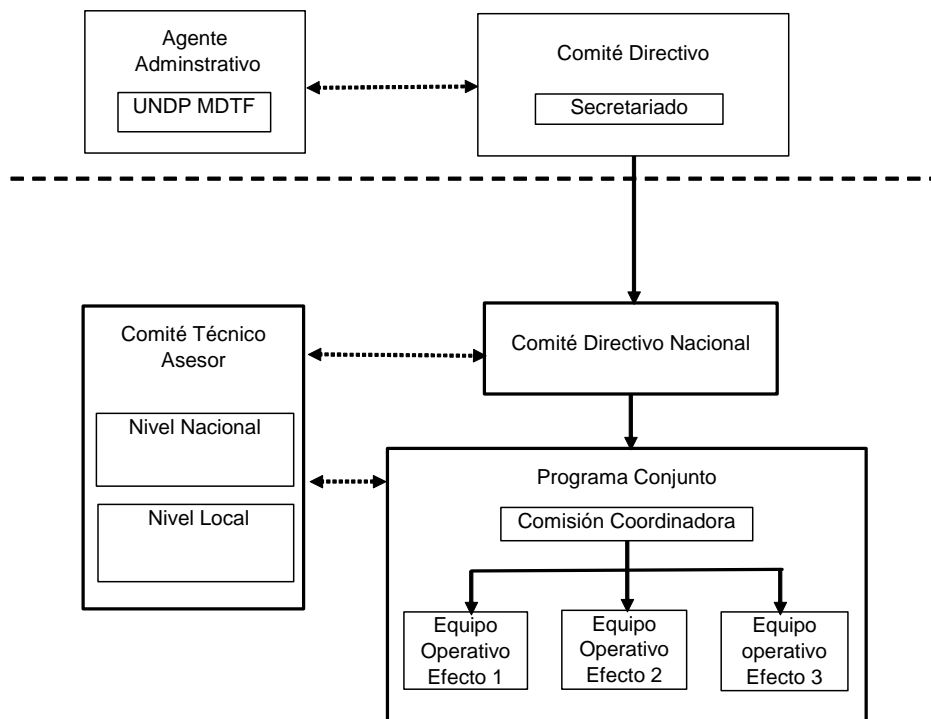 Agente
Adminstrativo
UNDP MDTF
Comité Directivo
Secretariado
Comité Técnico
Asesor
Nivel Nacional
Nivel Local
Comité Directivo Nacional
Programa Conjunto
Comisión Coordinadora
Equipo
Operativo
Efecto 1
Equipo
Operativo
Efecto 2
Equipo
operativo
Efecto 3